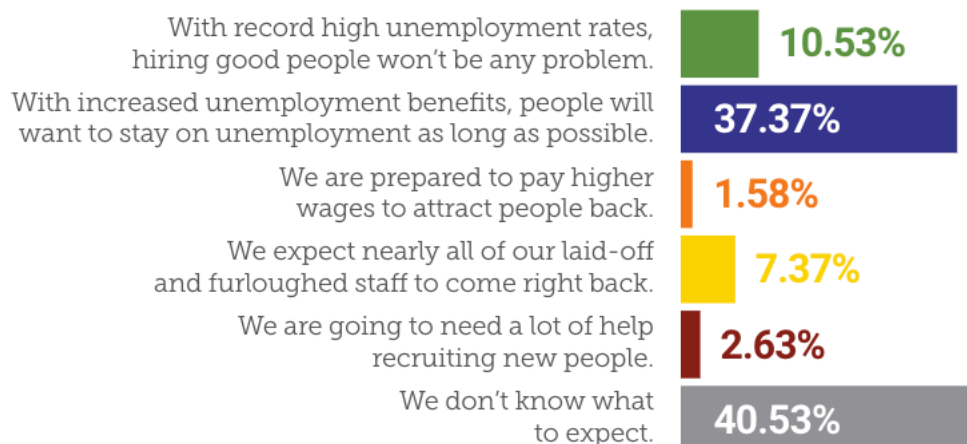 With record high unemployment rates,
hiring good people won't be any problem.
10.53%
With increased unemployment benefits, people will
want to stay on unemployment as long as possible.
37.37%
We are prepared to pay higher
wages to attract people back.
1.58%
We expect nearly all of our laid-off
and furloughed staff to come right back.
7.37%
We are going to need a lot of help
recruiting new people.
2.63%
We don't know what
to expect.
40.53%